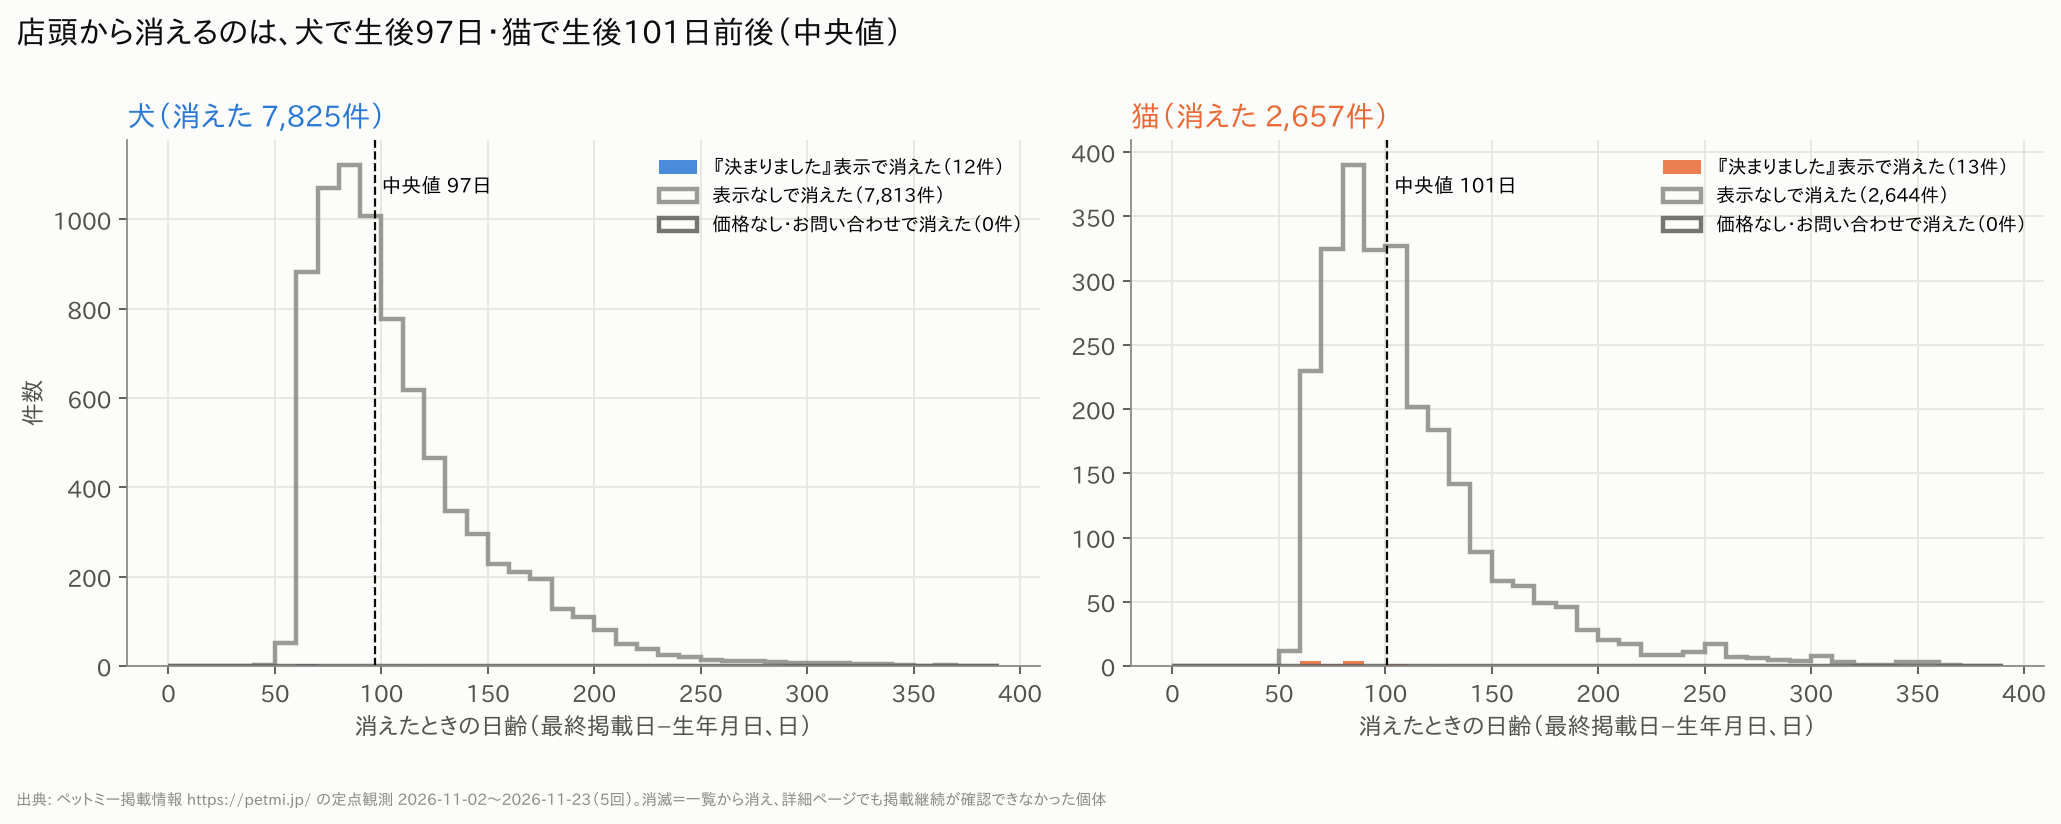 店頭から消えるのは、犬で生後97日・猫で生後101日前後（中央値）
犬（消えた 7,825件）
『決まりました』表示で消えた（12件）
表示なしで消えた（7,813件）
価格なし・お問い合わせで消えた（0件）
中央値 97日
件数
1000
800
600
400
200
0
0 50 100 150 200 250 300 350 400
消えたときの日齢（最終掲載日−生年月日、日）
猫（消えた 2,657件）
『決まりました』表示で消えた（13件）
表示なしで消えた（2,644件）
価格なし・お問い合わせで消えた（0件）
中央値 101日
400
350
300
250
200
150
100
50
0
0 50 100 150 200 250 300 350 400
消えたときの日齢（最終掲載日−生年月日、日）
出典: ペットミー掲載情報 https://petmi.jp/ の定点観測 2026-11-02〜2026-11-23（5回）。消滅＝一覧から消え、詳細ページでも掲載継続が確認できなかった個体